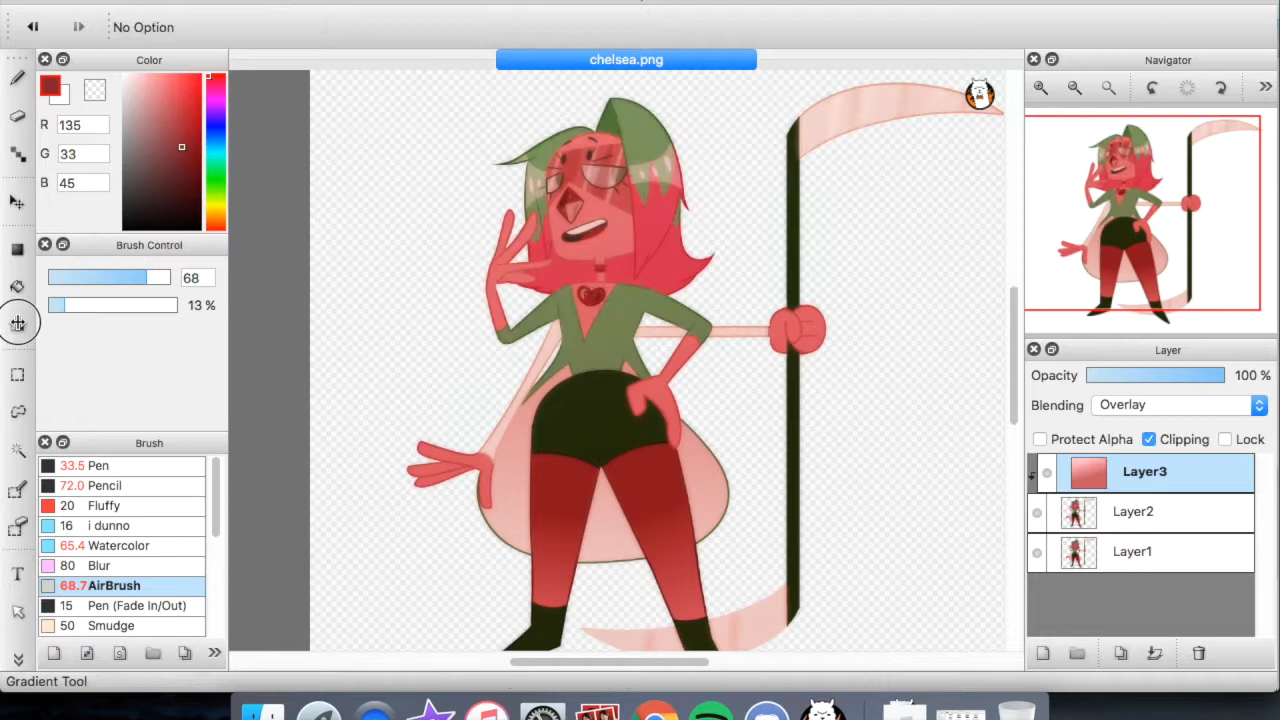 No Option
Color
chelsea.png
Navigator
R 135
G 33
B 45
Brush Control
68
13 %
Brush
33.5 Pen
72.0 Pencil
20 Fluffy
16 i dunno
65.4 Watercolor
80 Blur
68.7 AirBrush
15 Pen (Fade In/Out)
50 Smudge
Layer
Opacity 100 %
Blending Overlay
Protect Alpha Clipping Lock
Layer3
Layer2
Layer1
T
Gradient Tool